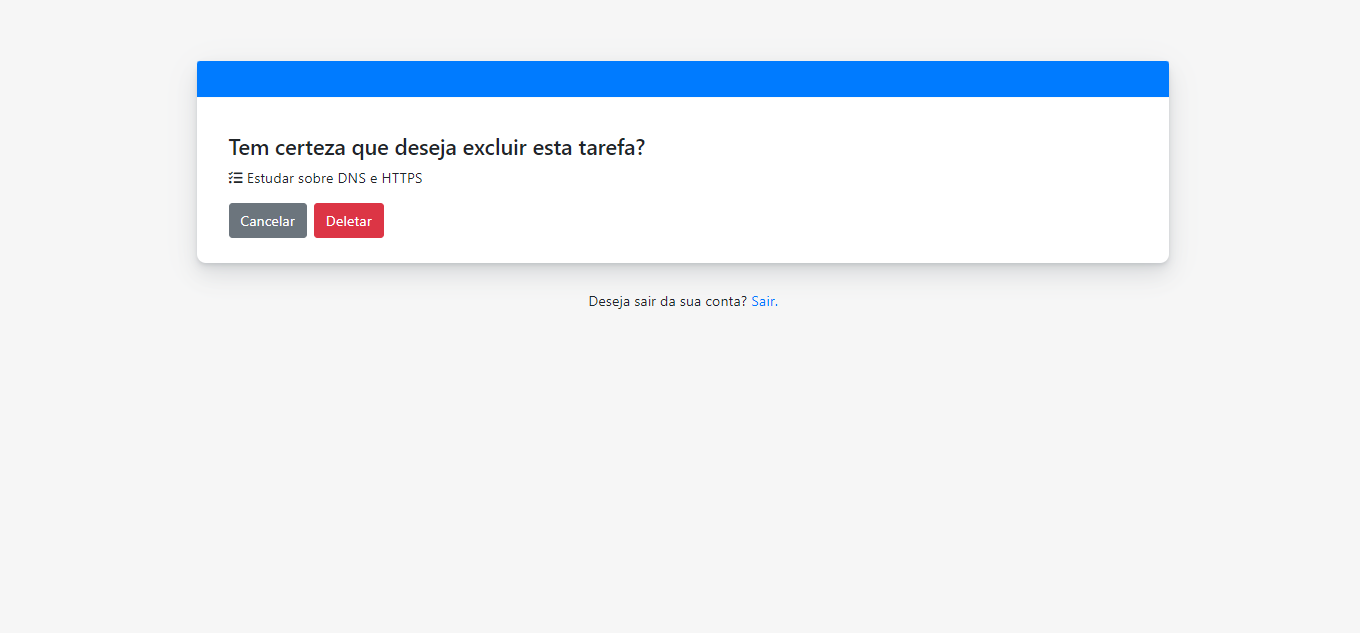 Tem certeza que deseja excluir esta tarefa?
Estudar sobre DNS e HTTPS
Cancelar Deletar
Deseja sair da sua conta? Sair.